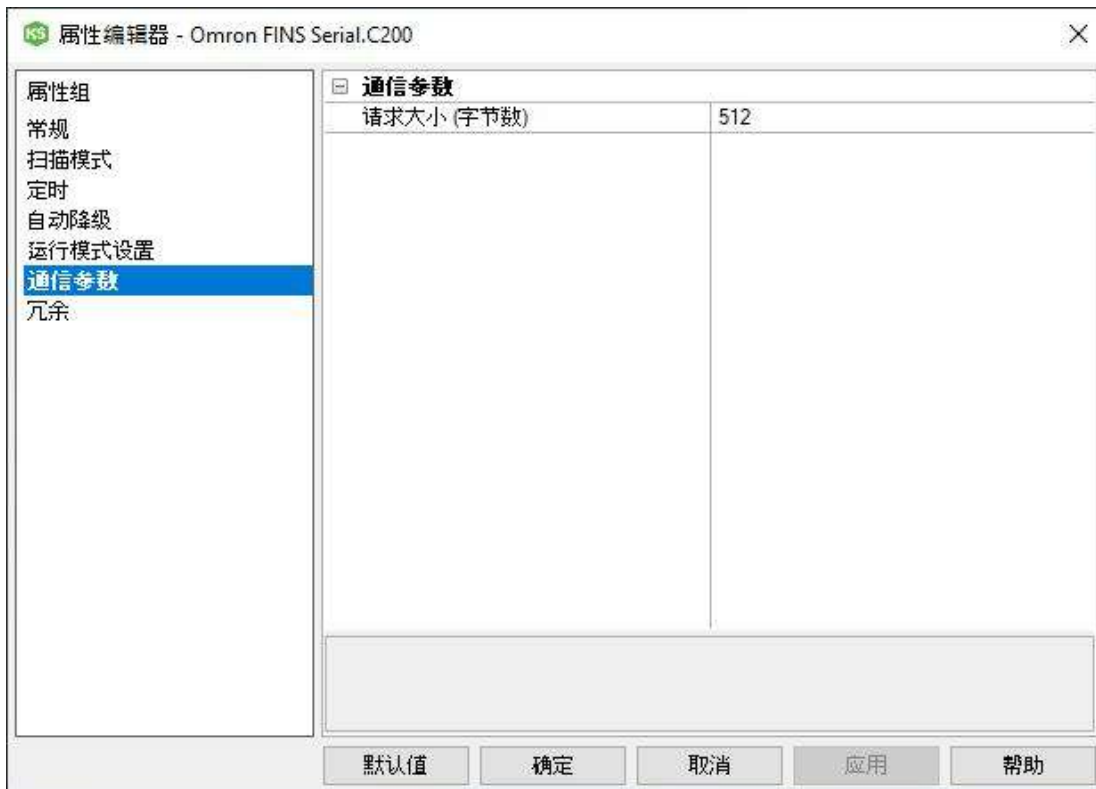 KS 属性编辑器 - Omron FINS Serial.C200
属性组
常规
扫描模式
定时
自动降级
运行模式设置
通信参数
冗余
通信参数
请求大小 (字节数) 512
默认值 确定 取消 应用 帮助